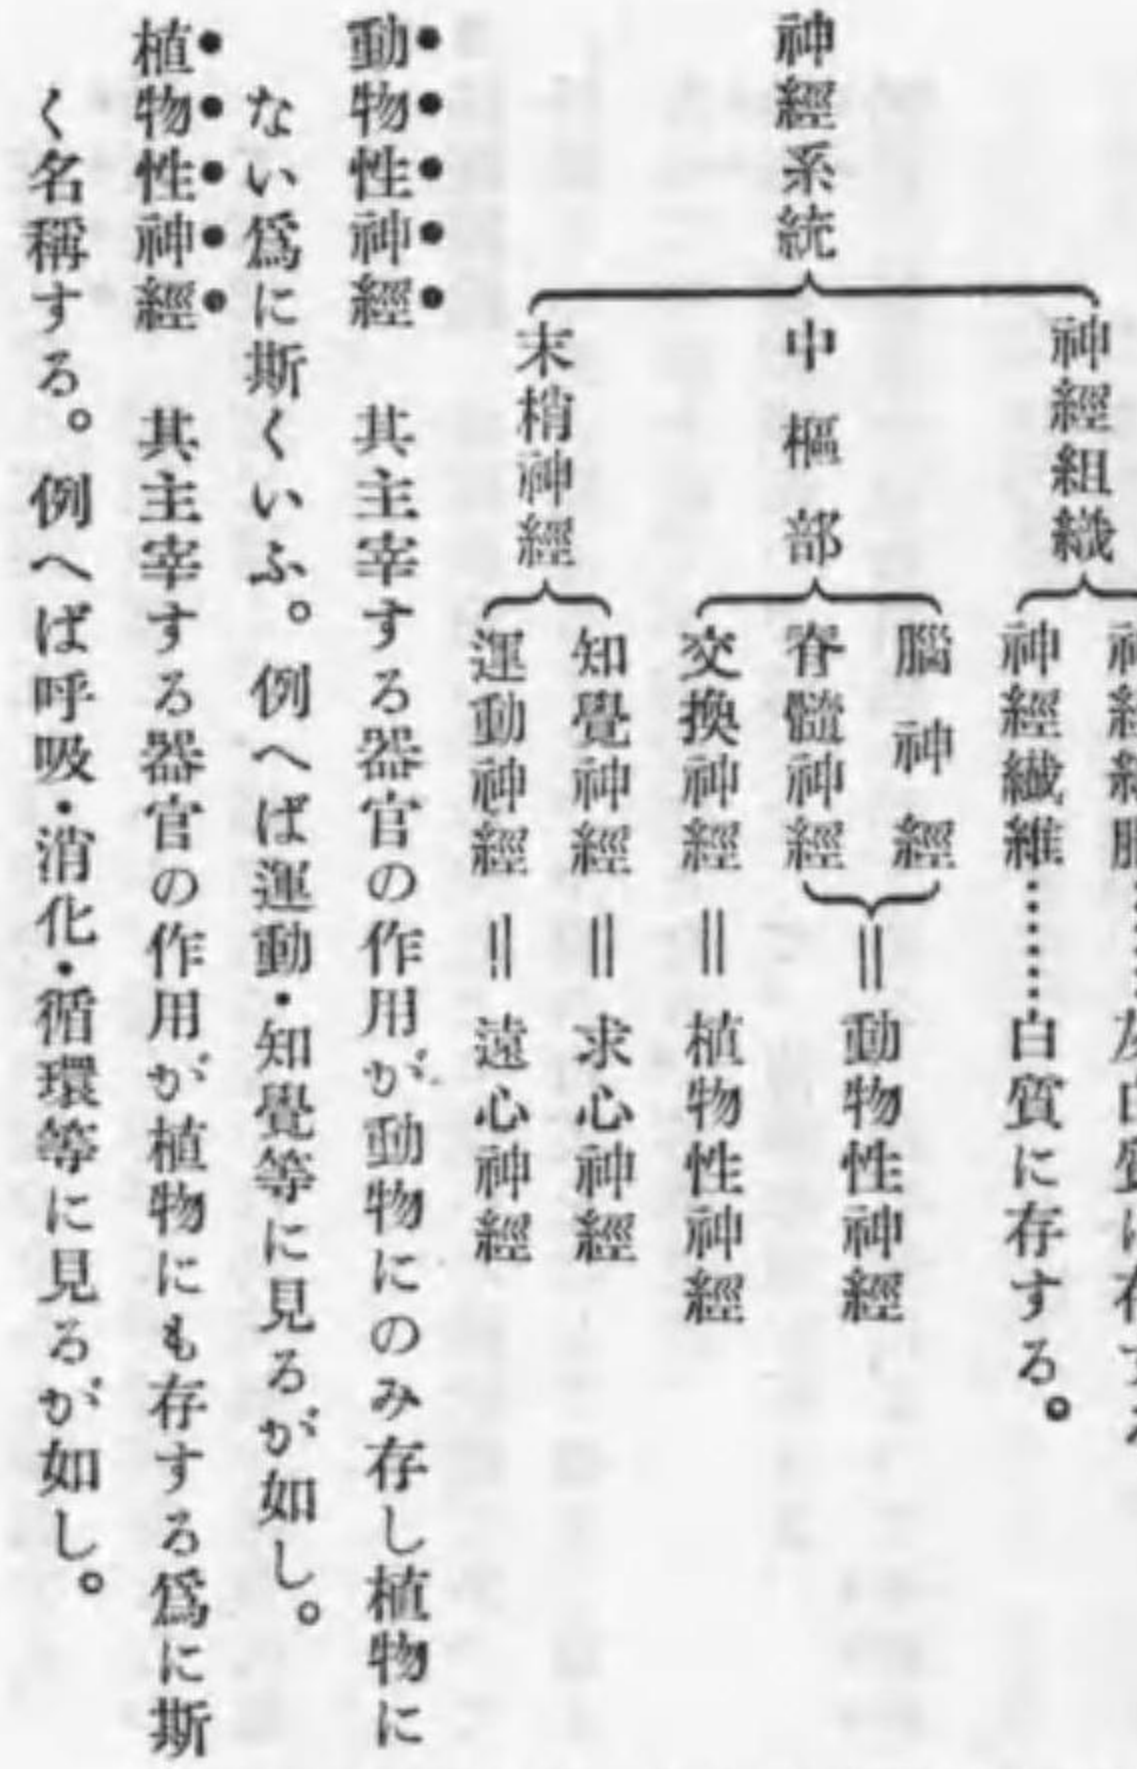 神經系統
神經組織
神經纎維……白質に存する。
中樞部
腦神經
脊髓神經
動物性神經
交換神經＝植物性神經
末梢神經
知覺神經＝求心神經
運動神經＝遠心神經
動物性神經　其主宰する器官の作用が動物にのみ存し植物に
ない爲に斯くいふ。例へば運動・知覺等に見るが如し。
植物性神經　其主宰する器官の作用が植物にも存する爲に斯
く名稱する。例へば呼吸・消化・循環等に見るが如し。